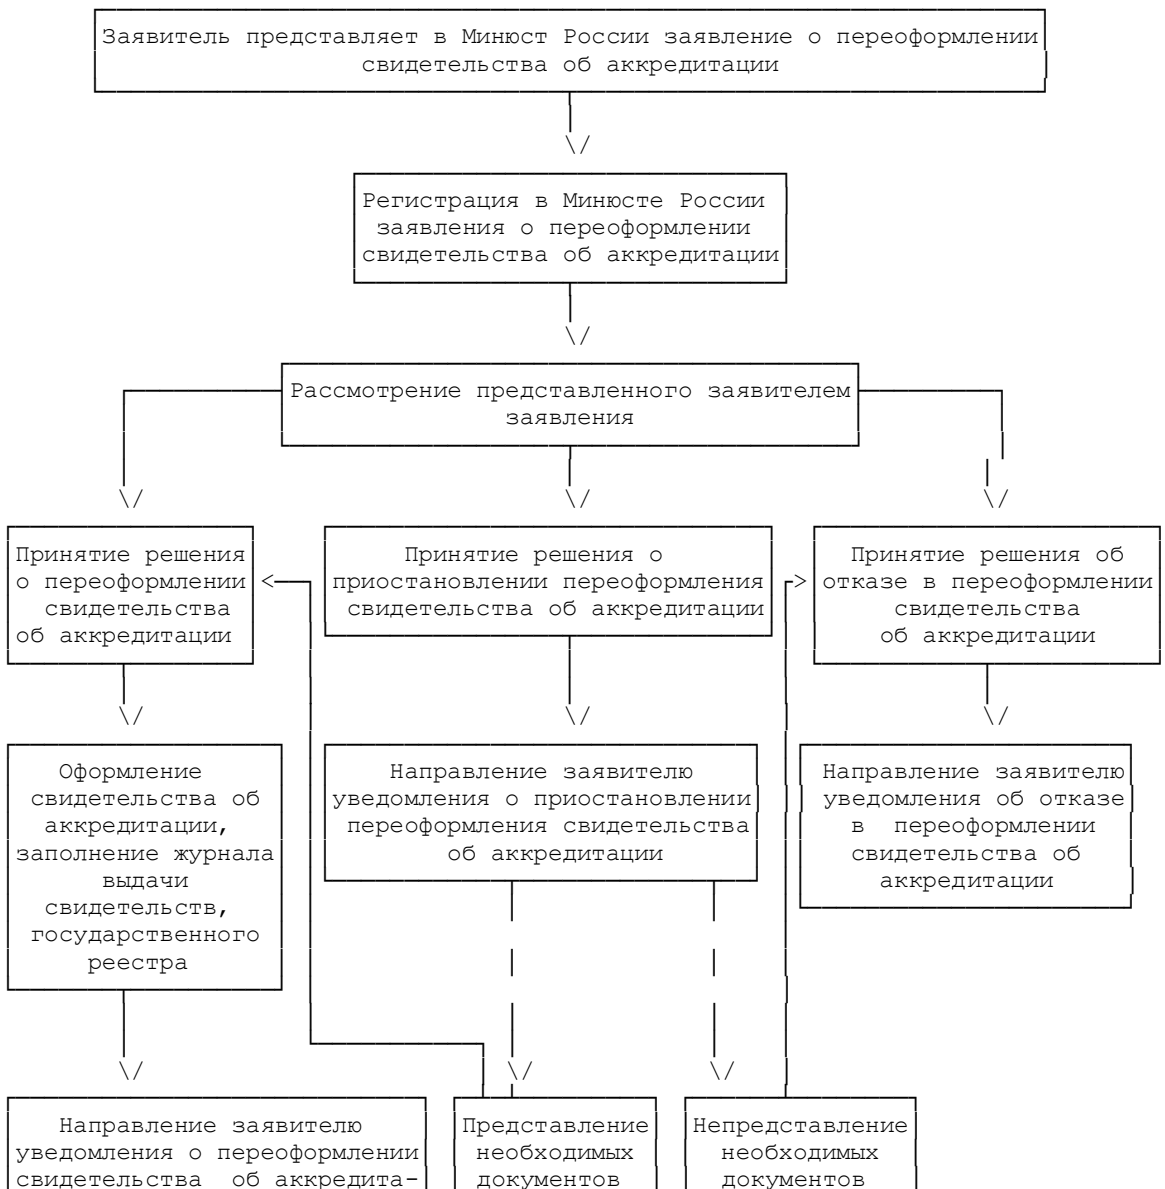 Заявитель представляет в Минюст России заявление о переоформлении
свидетельства об аккредитации
Регистрация в Минюсте России
заявления о переоформлении
свидетельства об аккредитации
Рассмотрение представленного заявителем
заявления
Принятие решения
о переоформлении
свидетельства
об аккредитации
Принятие решения о
приостановлении переоформления
свидетельства об аккредитации
Принятие решения об
отказе в переоформлении
свидетельства
об аккредитации
Оформление
свидетельства об
аккредитации,
заполнение журнала
выдачи
свидетельств,
государственного
реестра
Направление заявителю
уведомления о приостановлении
переоформления свидетельства
об аккредитации
Направление заявителю
уведомления об отказе
в переоформлении
свидетельства об
аккредитации
Направление заявителю
уведомления о переоформлении
свидетельства об аккредита-
Представление
необходимых
документов
Непредставление
необходимых
документов